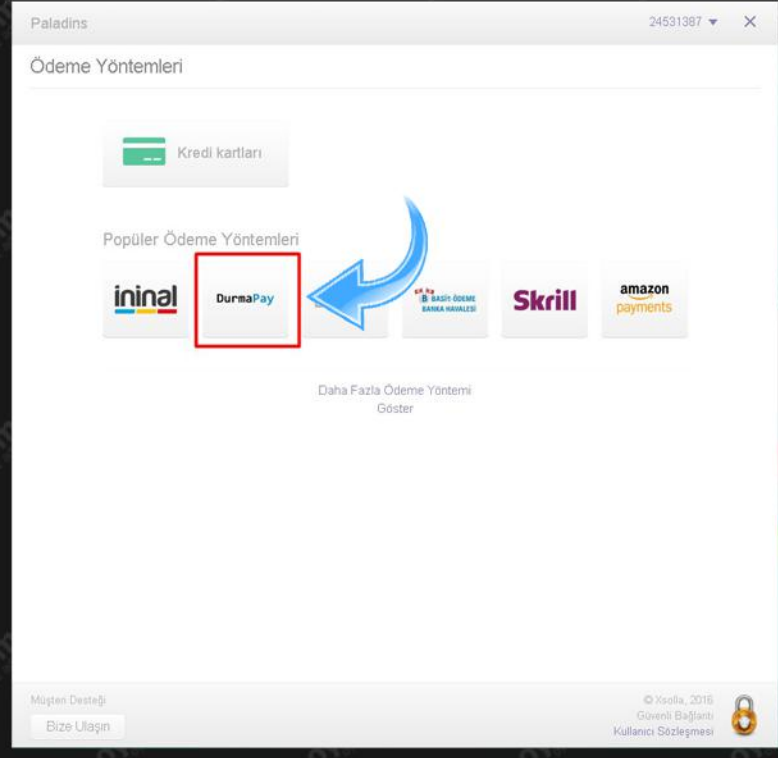 Paladins
24531387
Ödeme Yöntemleri
Kredi kartları
Popüler Ödeme Yöntemleri
ininal
DurmaPay
B BASİT ÖDEME
BANKA HAVALESİ
Skrill
amazon
payments
Daha Fazla Ödeme Yöntemi
Göster
Müşteri Desteği
Bize Ulaşın
© Xsolla, 2016
Güvenli Bağlantı
Kullanıcı Sözleşmesi